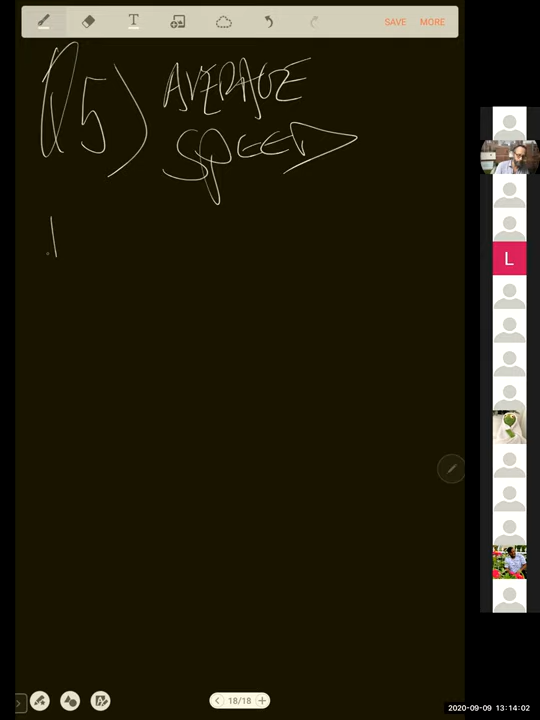 T
SAVE MORE
Q5) AVERAGE
SPEED
L
18/18
2020-09-09 13:14:02